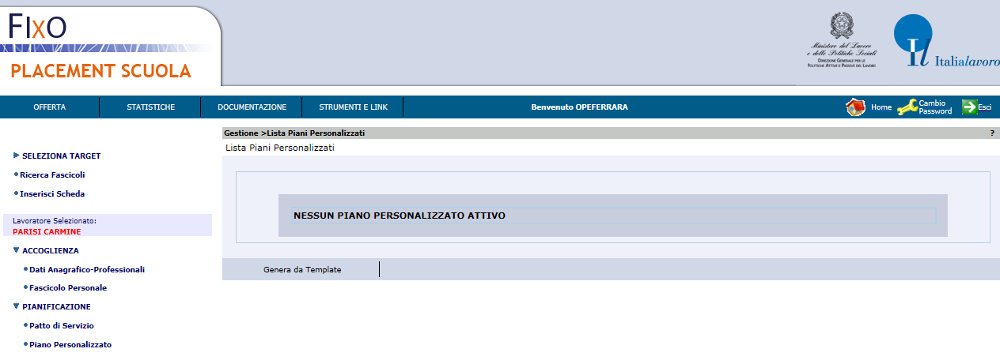 FIxO
PLACEMENT SCUOLA
Ministero del Lavoro
e delle Politiche Sociali
DIREZIONE GENERALE PER LE
POLITICHE ATTIVE E PASSIVE DEL LAVORO
Il Italialavoro
OFFERTA STATISTICHE DOCUMENTAZIONE STRUMENTI E LINK Benvenuto OPEFERRARA Home Cambio Password Esci
Gestione >Lista Piani Personalizzati ?
Lista Piani Personalizzati
SELEZIONA TARGET
Ricerca Fascicoli
Inserisci Scheda
Lavoratore Selezionato:
PARISI CARMINE
ACCOGLIENZA
Dati Anagrafico-Professionali
Fascicolo Personale
PIANIFICAZIONE
Patto di Servizio
Piano Personalizzato
NESSUN PIANO PERSONALIZZATO ATTIVO
Genera da Template